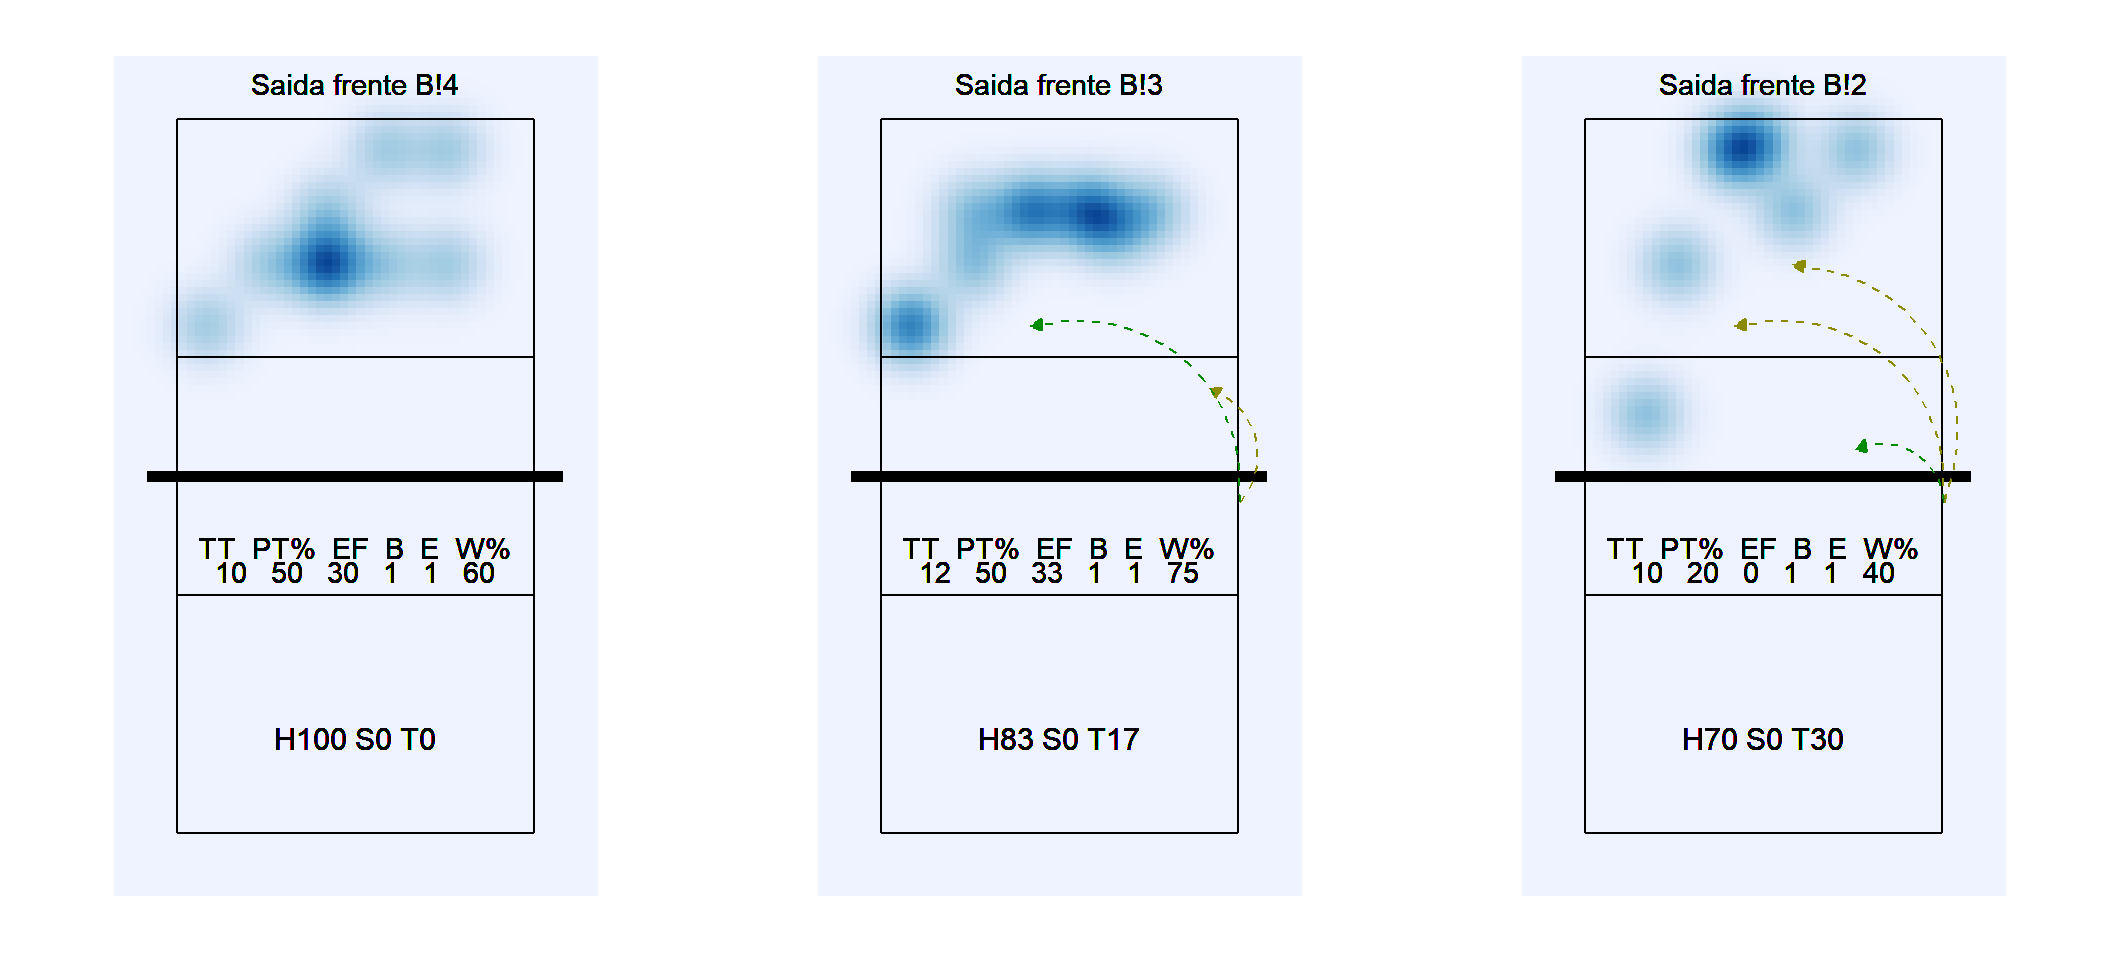 Saida frente B!4
TT PT% EF B E W%
10 50 30 1 1 60
H100 S0 T0
Saida frente B!3
TT PT% EF B E W%
12 50 33 1 1 75
H83 S0 T17
Saida frente B!2
TT PT% EF B E W%
10 20 0 1 1 40
H70 S0 T30